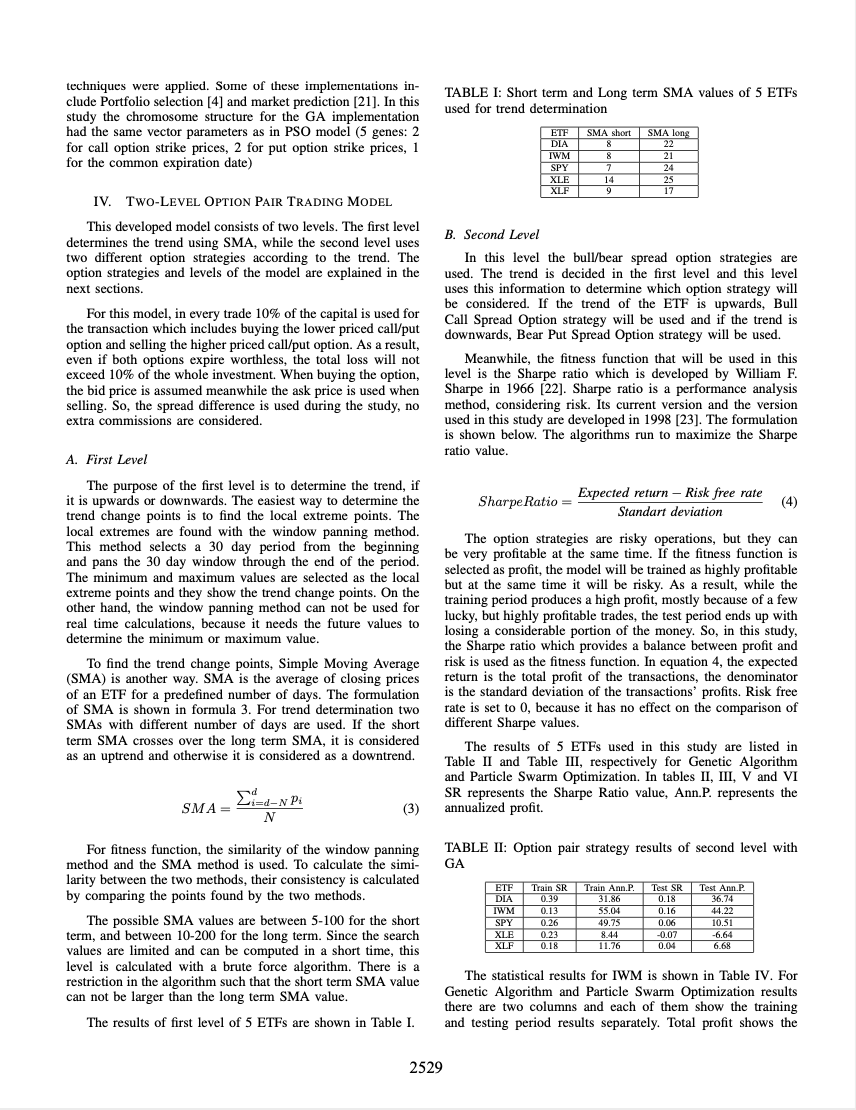 techniques were applied. Some of these implementations in-
clude Portfolio selection [4] and market prediction [21]. In this
study the chromosome structure for the GA implementation
had the same vector parameters as in PSO model (5 genes: 2
for call option strike prices, 2 for put option strike prices, 1
for the common expiration date)
IV. TWO-LEVEL OPTION PAIR TRADING MODEL
This developed model consists of two levels. The first level
determines the trend using SMA, while the second level uses
two different option strategies according to the trend. The
option strategies and levels of the model are explained in the
next sections.
For this model, in every trade 10% of the capital is used for
the transaction which includes buying the lower priced call/put
option and selling the higher priced call/put option. As a result,
even if both options expire worthless, the total loss will not
exceed 10% of the whole investment. When buying the option,
the bid price is assumed meanwhile the ask price is used when
selling. So, the spread difference is used during the study, no
extra commissions are considered.
A. First Level
The purpose of the first level is to determine the trend, if
it is upwards or downwards. The easiest way to determine the
trend change points is to find the local extreme points. The
local extremes are found with the window panning method.
This method selects a 30 day period from the beginning
and pans the 30 day window through the end of the period.
The minimum and maximum values are selected as the local
extreme points and they show the trend change points. On the
other hand, the window panning method can not be used for
real time calculations, because it needs the future values to
determine the minimum or maximum value.
To find the trend change points, Simple Moving Average
(SMA) is another way. SMA is the average of closing prices
of an ETF for a predefined number of days. The formulation
of SMA is shown in formula 3. For trend determination two
SMAs with different number of days are used. If the short
term SMA crosses over the long term SMA, it is considered
as an uptrend and otherwise it is considered as a downtrend.
SMA = ∑_{i=d−N}^{d} p_i / N (3)
For fitness function, the similarity of the window panning
method and the SMA method is used. To calculate the simi-
larity between the two methods, their consistency is calculated
by comparing the points found by the two methods.
The possible SMA values are between 5-100 for the short
term, and between 10-200 for the long term. Since the search
values are limited and can be computed in a short time, this
level is calculated with a brute force algorithm. There is a
restriction in the algorithm such that the short term SMA value
can not be larger than the long term SMA value.
The results of first level of 5 ETFs are shown in Table I.
TABLE I: Short term and Long term SMA values of 5 ETFs
used for trend determination
ETF SMA short SMA long
DIA 8 22
IWM 8 21
SPY 7 24
XLE 14 25
XLF 9 17
B. Second Level
In this level the bull/bear spread option strategies are
used. The trend is decided in the first level and this level
uses this information to determine which option strategy will
be considered. If the trend of the ETF is upwards, Bull
Call Spread Option strategy will be used and if the trend is
downwards, Bear Put Spread Option strategy will be used.
Meanwhile, the fitness function that will be used in this
level is the Sharpe ratio which is developed by William F.
Sharpe in 1966 [22]. Sharpe ratio is a performance analysis
method, considering risk. Its current version and the version
used in this study are developed in 1998 [23]. The formulation
is shown below. The algorithms run to maximize the Sharpe
ratio value.
SharpeRatio = Expected return − Risk free rate / Standart deviation (4)
The option strategies are risky operations, but they can
be very profitable at the same time. If the fitness function is
selected as profit, the model will be trained as highly profitable
but at the same time it will be risky. As a result, while the
training period produces a high profit, mostly because of a few
lucky, but highly profitable trades, the test period ends up with
losing a considerable portion of the money. So, in this study,
the Sharpe ratio which provides a balance between profit and
risk is used as the fitness function. In equation 4, the expected
return is the total profit of the transactions, the denominator
is the standard deviation of the transactions' profits. Risk free
rate is set to 0, because it has no effect on the comparison of
different Sharpe values.
The results of 5 ETFs used in this study are listed in
Table II and Table III, respectively for Genetic Algorithm
and Particle Swarm Optimization. In tables II, III, V and VI
SR represents the Sharpe Ratio value, Ann.P. represents the
annualized profit.
TABLE II: Option pair strategy results of second level with
GA
ETF Train SR Train Ann.P. Test SR Test Ann.P.
DIA 0.39 31.86 0.18 36.74
IWM 0.13 55.04 0.16 44.22
SPY 0.26 49.75 0.06 10.51
XLE 0.23 8.44 -0.07 -6.64
XLF 0.18 11.76 0.04 6.68
The statistical results for IWM is shown in Table IV. For
Genetic Algorithm and Particle Swarm Optimization results
there are two columns and each of them show the training
and testing period results separately. Total profit shows the
2529